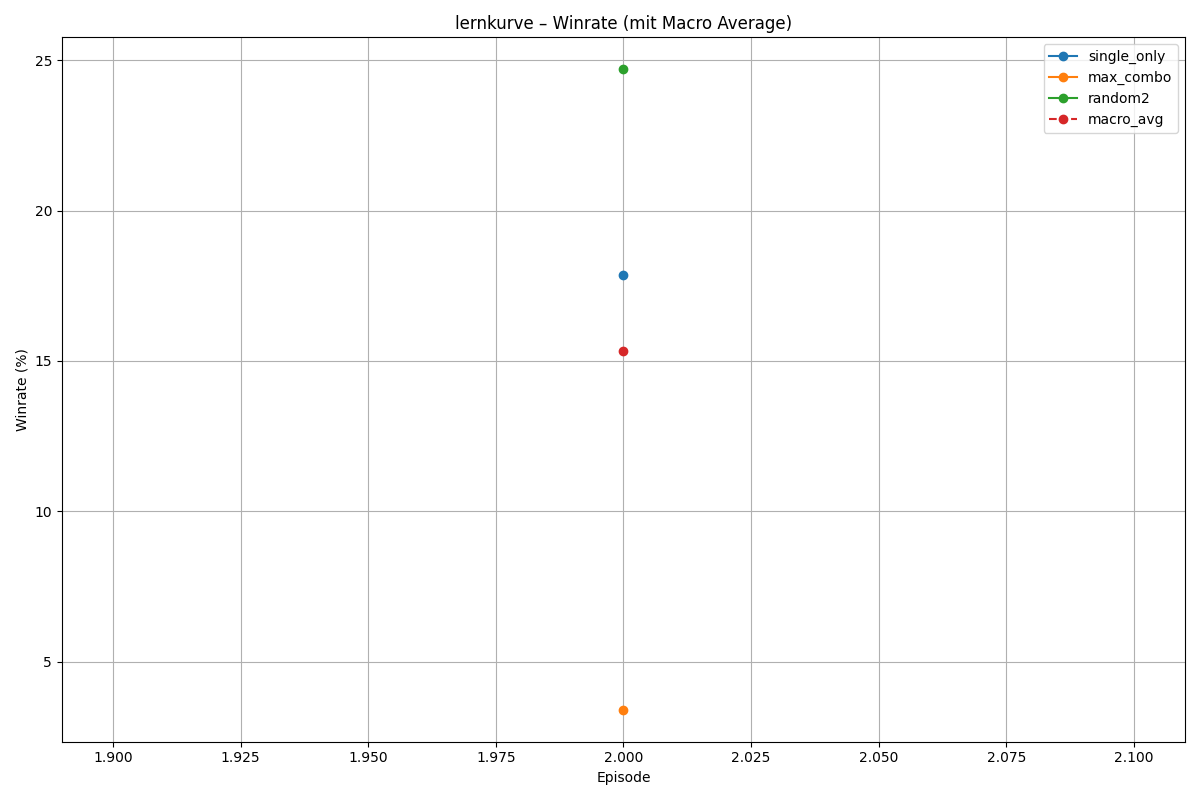 lernkurve – Winrate (mit Macro Average)
single_only
max_combo
random2
macro_avg
Winrate (%)
25
20
15
10
5
1.900 1.925 1.950 1.975 2.000 2.025 2.050 2.075 2.100
Episode